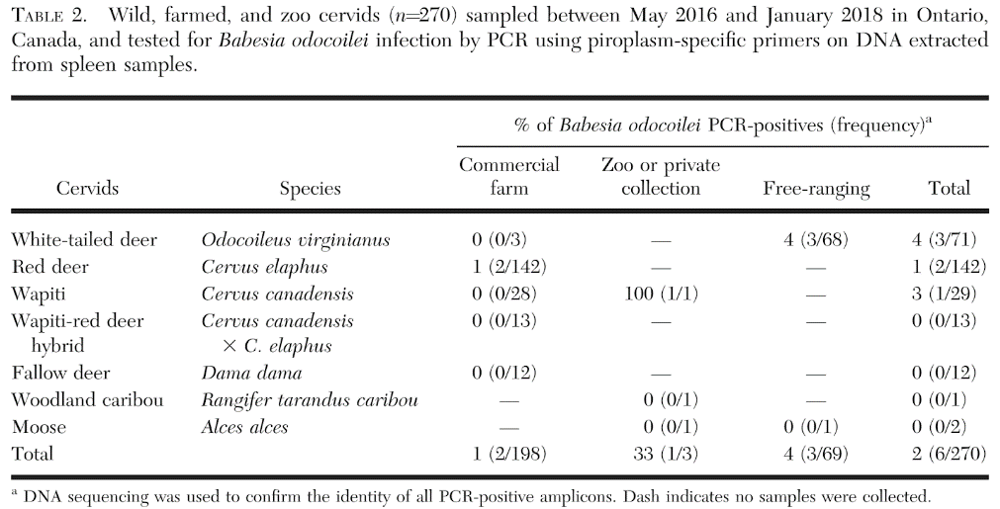 TABLE 2. Wild, farmed, and zoo cervids (n=270) sampled between May 2016 and January 2018 in Ontario,
Canada, and tested for Babesia odocoilei infection by PCR using piroplasm-specific primers on DNA extracted
from spleen samples.
% of Babesia odocoilei PCR-positives (frequency)a
Cervids Species Commercial farm Zoo or private collection Free-ranging Total
White-tailed deer Odocoileus virginianus 0 (0/3) — 4 (3/68) 4 (3/71)
Red deer Cervus elaphus 1 (2/142) — — 1 (2/142)
Wapiti Cervus canadensis 0 (0/28) 100 (1/1) — 3 (1/29)
Wapiti-red deer Cervus canadensis 0 (0/13) — — 0 (0/13)
hybrid × C. elaphus
Fallow deer Dama dama 0 (0/12) — — 0 (0/12)
Woodland caribou Rangifer tarandus caribou — 0 (0/1) — 0 (0/1)
Moose Alces alces — 0 (0/1) 0 (0/1) 0 (0/2)
Total 1 (2/198) 33 (1/3) 4 (3/69) 2 (6/270)
a DNA sequencing was used to confirm the identity of all PCR-positive amplicons. Dash indicates no samples were collected.